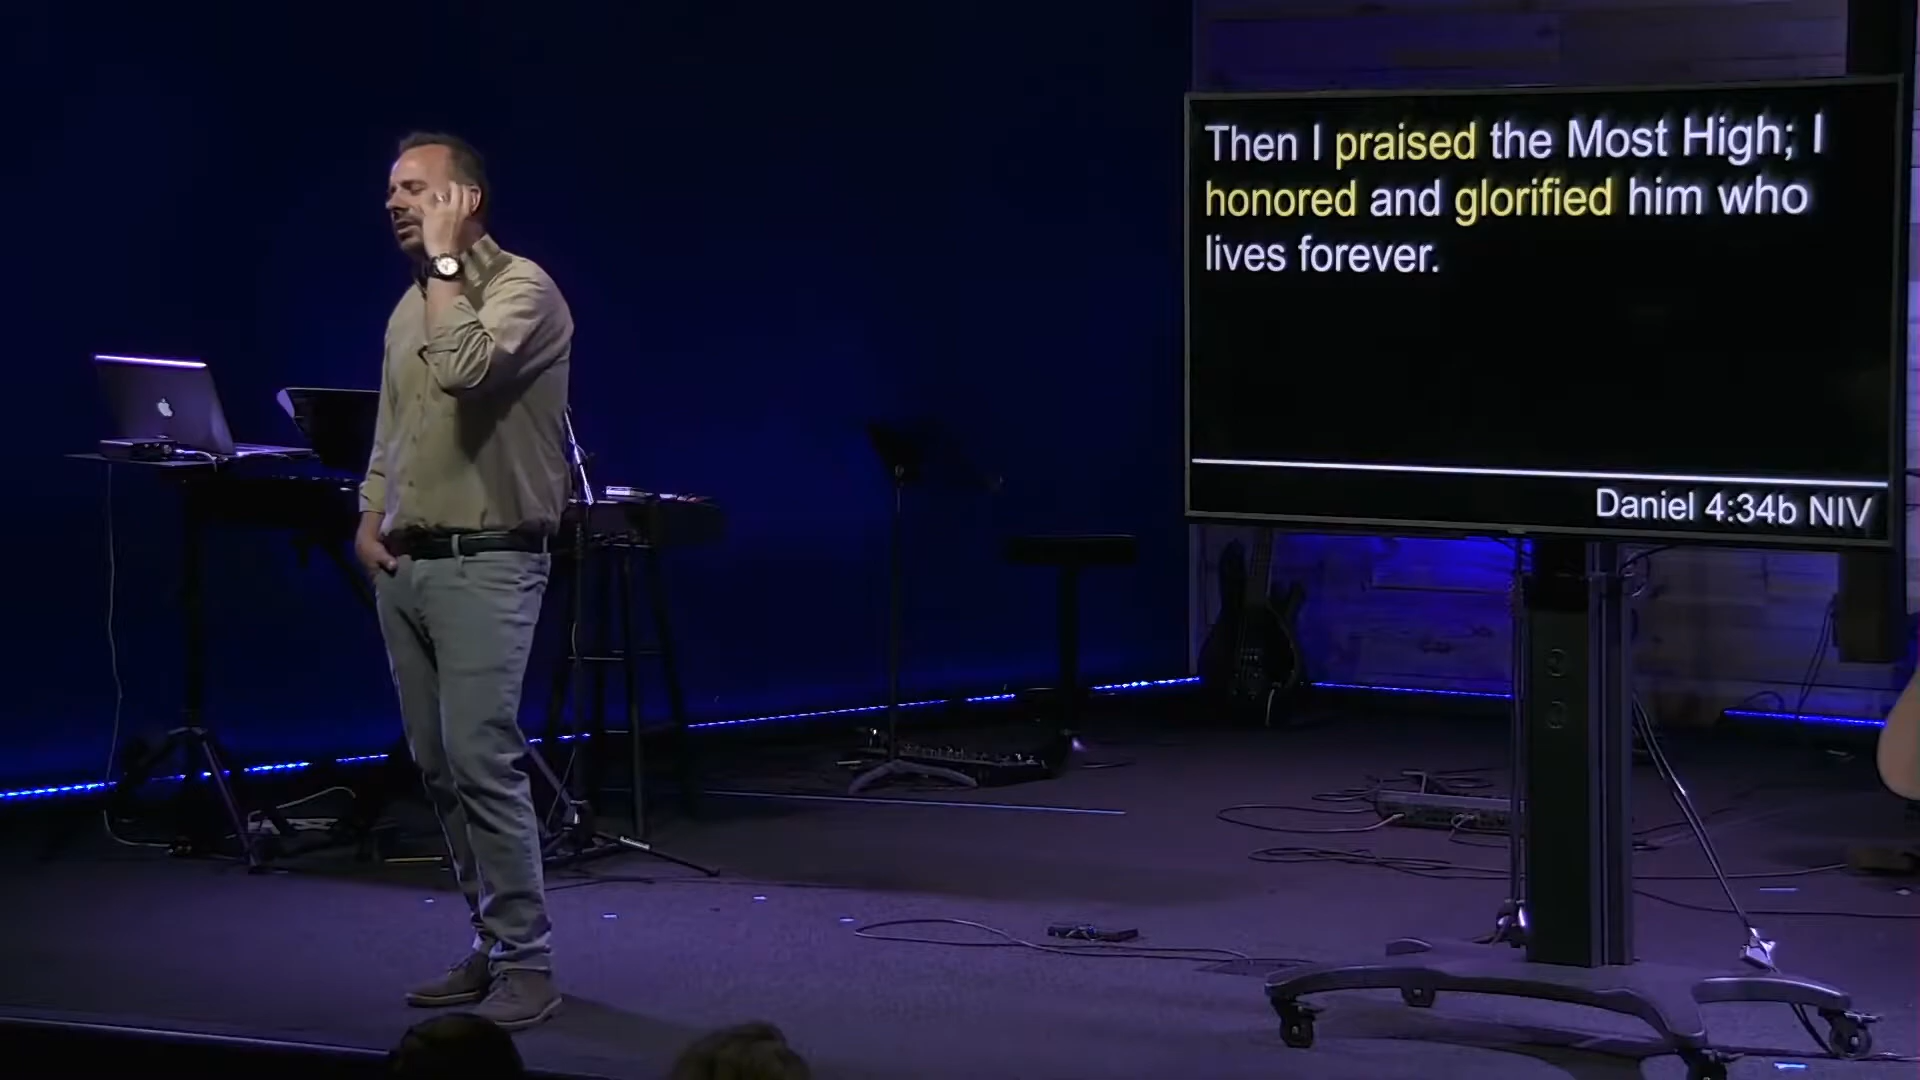 Then I praised the Most High; I
honored and glorified him who
lives forever.
Daniel 4:34b NIV